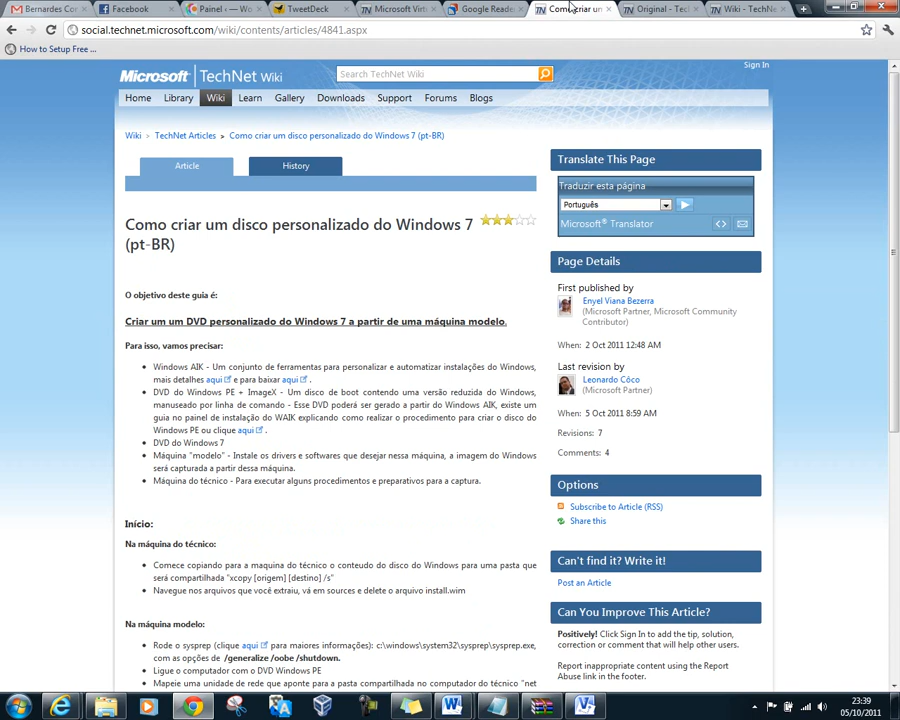 Bernardes Co
Facebook
Painel ‹ — Wo
TweetDeck
Microsoft Virt
Google Reade
Como criar um
Original - Tec
Wiki - TechNe
social.technet.microsoft.com/wiki/contents/articles/4841.aspx
How to Setup Free ...
Sign In
Microsoft | TechNet Wiki
Search TechNet Wiki
Home Library Wiki Learn Gallery Downloads Support Forums Blogs
Wiki > TechNet Articles > Como criar um disco personalizado do Windows 7 (pt-BR)
Article
History
Como criar um disco personalizado do Windows 7
(pt-BR)
O objetivo deste guia é:
Criar um um DVD personalizado do Windows 7 a partir de uma máquina modelo.
Para isso, vamos precisar:
Windows AIK - Um conjunto de ferramentas para personalizar e automatizar instalações do Windows,
mais detalhes aqui e para baixar aqui .
DVD do Windows PE + ImageX - Um disco de boot contendo uma versão reduzida do Windows,
manuseado por linha de comando - Esse DVD poderá ser gerado a partir do Windows AIK, existe um
guia no painel de instalação do WAIK explicando como realizar o procedimento para criar o disco do
Windows PE ou clique aqui .
DVD do Windows 7
Máquina "modelo" - Instale os drivers e softwares que desejar nessa máquina, a imagem do Windows
será capturada a partir dessa máquina.
Máquina do técnico - Para executar alguns procedimentos e preparativos para a captura.
Início:
Na máquina do técnico:
Comece copiando para a maquina do técnico o conteudo do disco do Windows para uma pasta que
será compartilhada "xcopy [origem] [destino] /s"
Navegue nos arquivos que você extraiu, vá em sources e delete o arquivo install.wim
Na máquina modelo:
Rode o sysprep (clique aqui para maiores informações): c:\windows\system32\sysprep\sysprep.exe,
com as opções de /generalize /oobe /shutdown.
Ligue o computador com o DVD Windows PE
Mapeie uma unidade de rede que aponte para a pasta compartilhada no computador do técnico "net
Translate This Page
Traduzir esta página
Português
Microsoft® Translator
Page Details
First published by
Enyel Viana Bezerra
(Microsoft Partner, Microsoft Community
Contributor)
When: 2 Oct 2011 12:48 AM
Last revision by
Leonardo Côco
(Microsoft Partner)
When: 5 Oct 2011 8:59 AM
Revisions: 7
Comments: 4
Options
Subscribe to Article (RSS)
Share this
Can't find it? Write it!
Post an Article
Can You Improve This Article?
Positively! Click Sign In to add the tip, solution,
correction or comment that will help other users.
Report inappropriate content using the Report
Abuse link in the footer.
23:39
05/10/2011